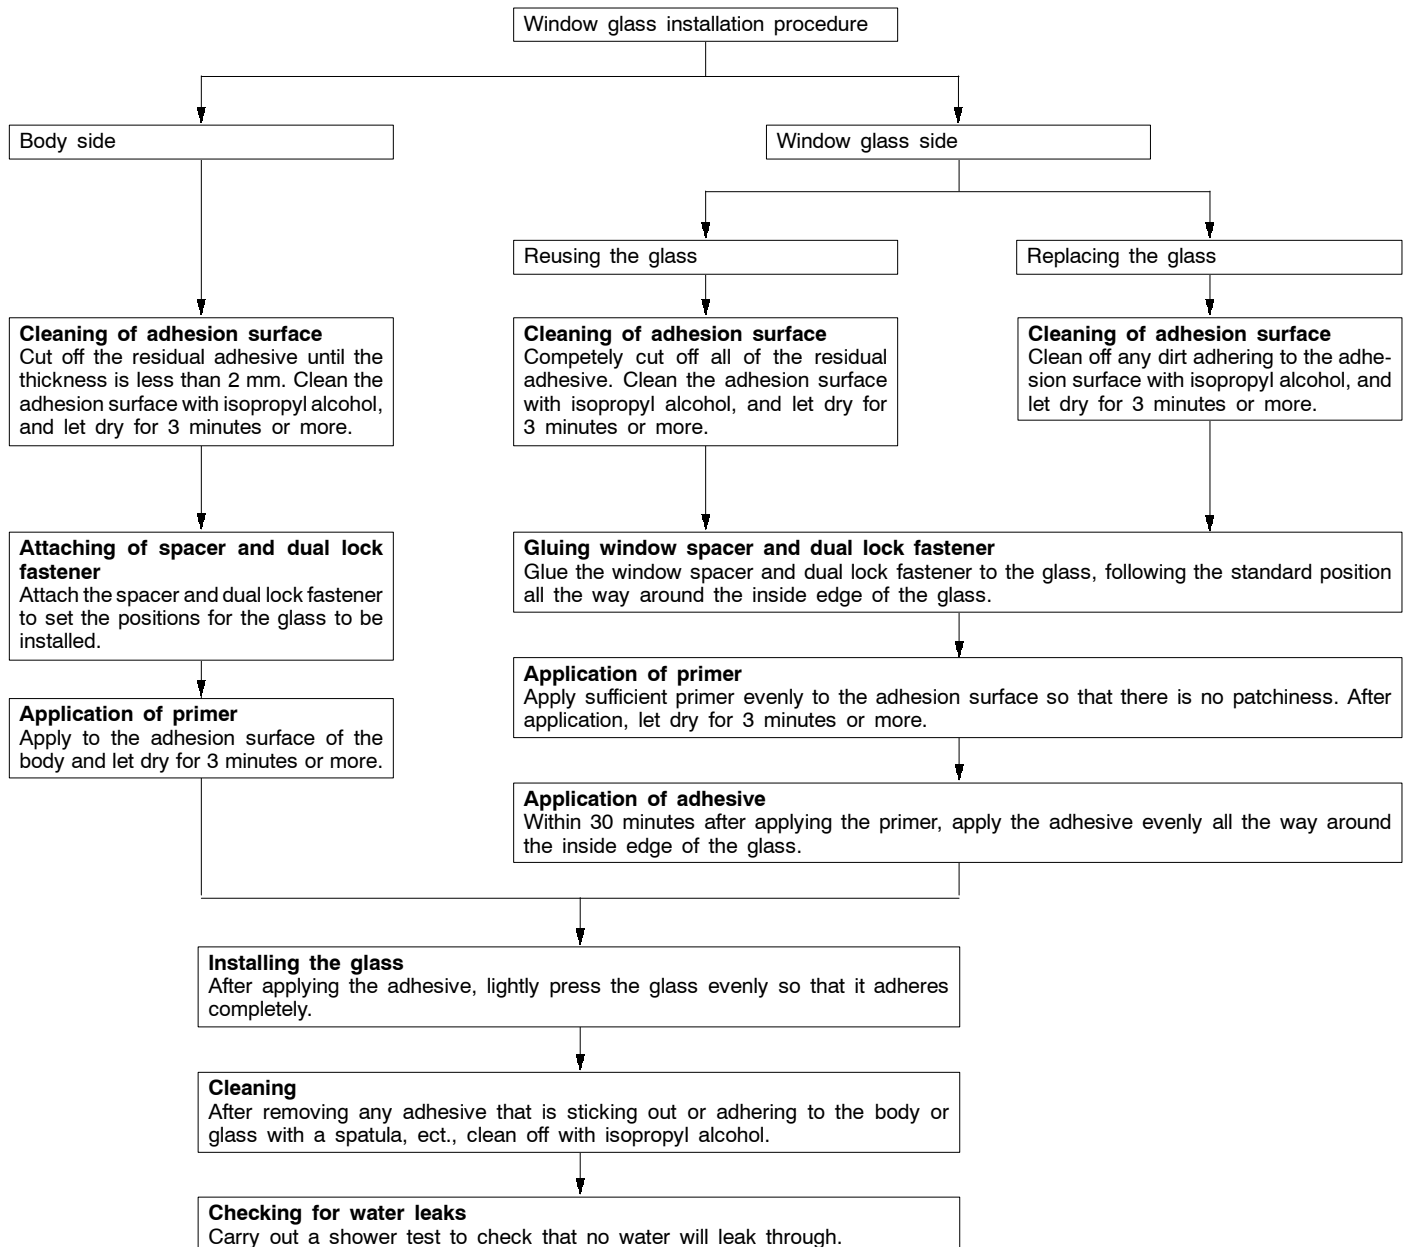 Window glass installation procedure
Body side
Window glass side
Reusing the glass
Replacing the glass
Cleaning of adhesion surface
Cut off the residual adhesive until the
thickness is less than 2 mm. Clean the
adhesion surface with isopropyl alcohol,
and let dry for 3 minutes or more.
Cleaning of adhesion surface
Competely cut off all of the residual
adhesive. Clean the adhesion surface
with isopropyl alcohol, and let dry for
3 minutes or more.
Cleaning of adhesion surface
Clean off any dirt adhering to the adhe-
sion surface with isopropyl alcohol, and
let dry for 3 minutes or more.
Attaching of spacer and dual lock
fastener
Attach the spacer and dual lock fastener
to set the positions for the glass to be
installed.
Gluing window spacer and dual lock fastener
Glue the window spacer and dual lock fastener to the glass, following the standard position
all the way around the inside edge of the glass.
Application of primer
Apply to the adhesion surface of the
body and let dry for 3 minutes or more.
Application of primer
Apply sufficient primer evenly to the adhesion surface so that there is no patchiness. After
application, let dry for 3 minutes or more.
Application of adhesive
Within 30 minutes after applying the primer, apply the adhesive evenly all the way around
the inside edge of the glass.
Installing the glass
After applying the adhesive, lightly press the glass evenly so that it adheres
completely.
Cleaning
After removing any adhesive that is sticking out or adhering to the body or
glass with a spatula, ect., clean off with isopropyl alcohol.
Checking for water leaks
Carry out a shower test to check that no water will leak through.